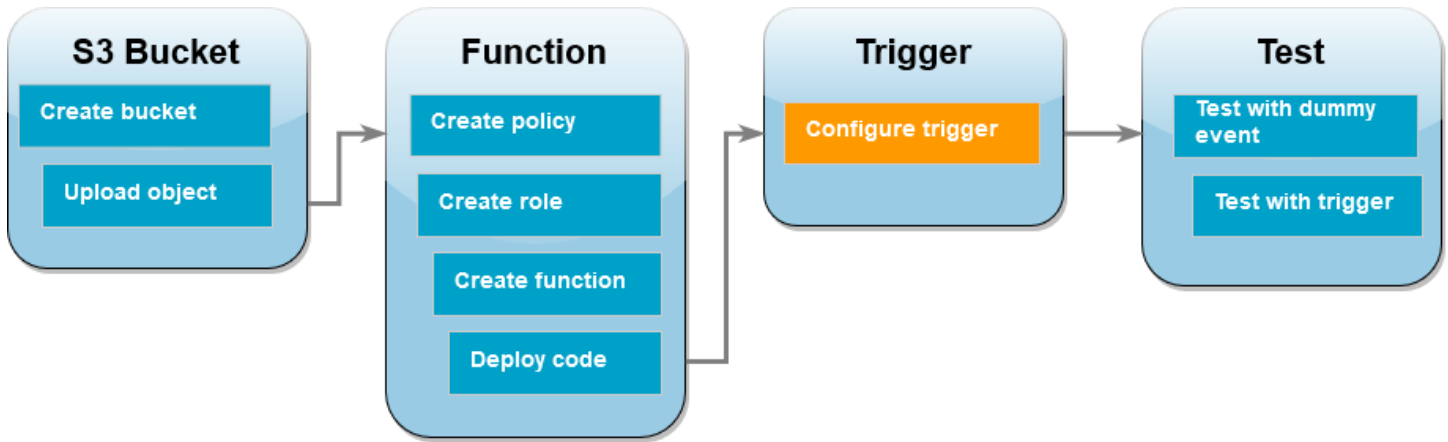 S3 Bucket
Create bucket
Upload object
Function
Create policy
Create role
Create function
Deploy code
Trigger
Configure trigger
Test
Test with dummy
event
Test with trigger